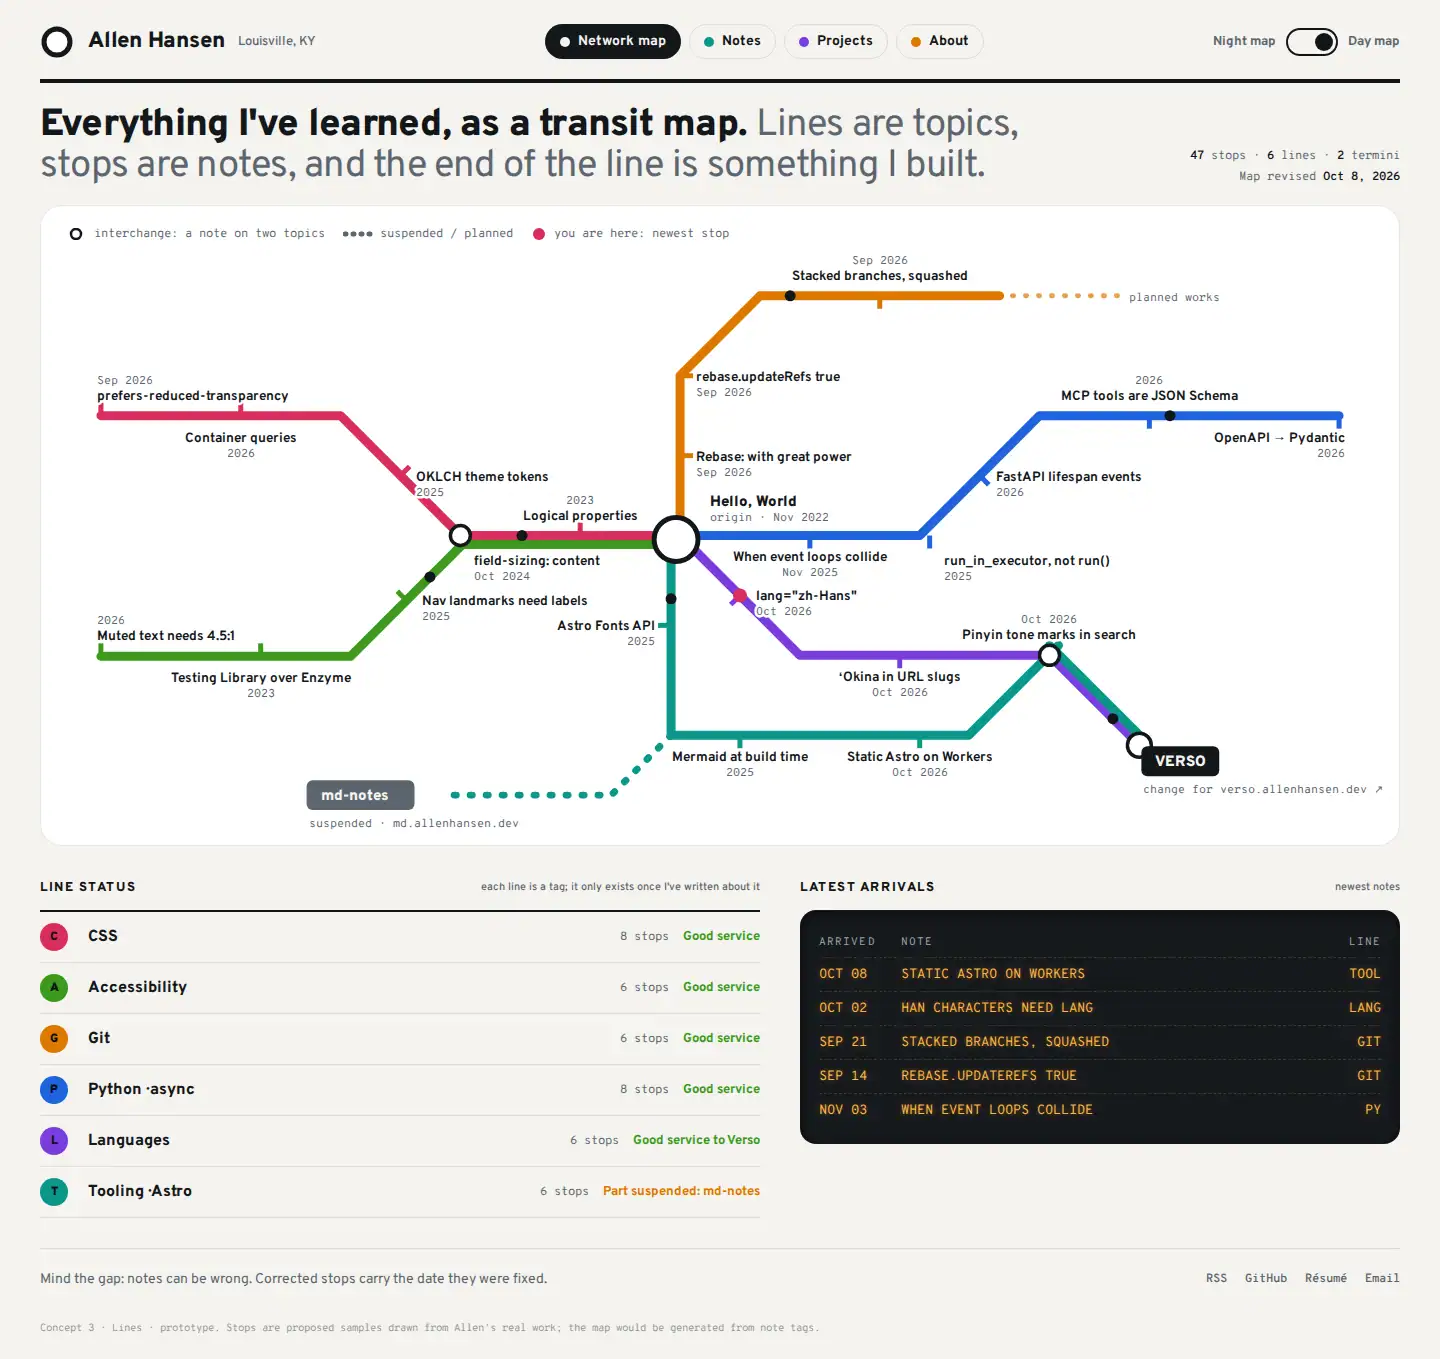 Allen Hansen Louisville, KY
Network map Notes Projects About
Night map Day map
Everything I've learned, as a transit map. Lines are topics,
stops are notes, and the end of the line is something I built.
47 stops · 6 lines · 2 termini
Map revised Oct 8, 2026
interchange: a note on two topics suspended / planned you are here: newest stop
Sep 2026
Stacked branches, squashed
planned works
rebase.updateRefs true
Sep 2026
Sep 2026
prefers-reduced-transparency
2026
MCP tools are JSON Schema
Container queries
2026
OpenAPI → Pydantic
2026
Rebase: with great power
Sep 2026
OKLCH theme tokens
2025
FastAPI lifespan events
2026
2023
Logical properties
Hello, World
origin · Nov 2022
field-sizing: content
Oct 2024
When event loops collide
Nov 2025
run_in_executor, not run()
2025
Nav landmarks need labels
2025
lang="zh-Hans"
Oct 2026
2026
Muted text needs 4.5:1
Astro Fonts API
2025
Oct 2026
Pinyin tone marks in search
Testing Library over Enzyme
2023
ʻOkina in URL slugs
Oct 2026
Mermaid at build time
2025
Static Astro on Workers
Oct 2026
VERSO
change for verso.allenhansen.dev ↗
md-notes
suspended · md.allenhansen.dev
LINE STATUS each line is a tag; it only exists once I've written about it
C CSS 8 stops Good service
A Accessibility 6 stops Good service
G Git 6 stops Good service
P Python · async 8 stops Good service
L Languages 6 stops Good service to Verso
T Tooling · Astro 6 stops Part suspended: md-notes
LATEST ARRIVALS newest notes
ARRIVED NOTE LINE
OCT 08 STATIC ASTRO ON WORKERS TOOL
OCT 02 HAN CHARACTERS NEED LANG LANG
SEP 21 STACKED BRANCHES, SQUASHED GIT
SEP 14 REBASE.UPDATEREFS TRUE GIT
NOV 03 WHEN EVENT LOOPS COLLIDE PY
Mind the gap: notes can be wrong. Corrected stops carry the date they were fixed.
RSS GitHub Résumé Email
Concept 3 · Lines · prototype. Stops are proposed samples drawn from Allen's real work; the map would be generated from note tags.